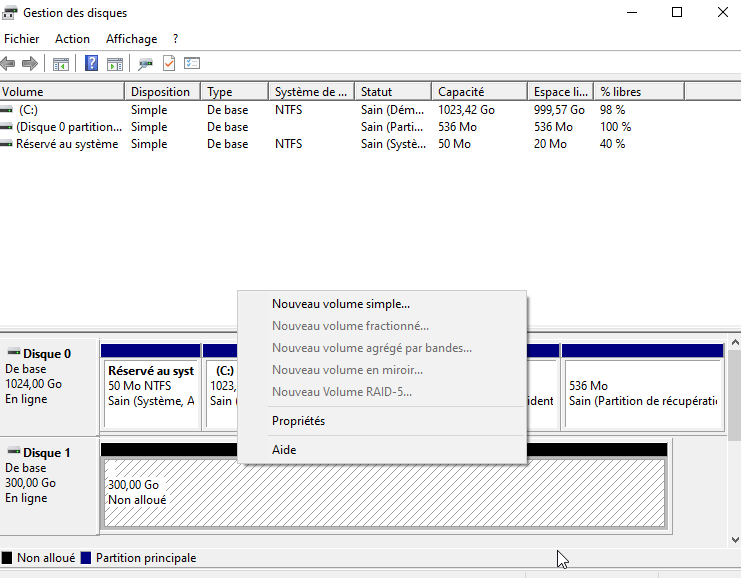 Gestion des disques
Fichier Action Affichage ?
Volume Disposition Type Système de ... Statut Capacité Espace li... % libres
(C:) Simple De base NTFS Sain (Dém... 1023,42 Go 999,57 Go 98 %
(Disque 0 partition... Simple De base Sain (Parti... 536 Mo 536 Mo 100 %
Réservé au système Simple De base NTFS Sain (Systè... 50 Mo 20 Mo 40 %
Nouveau volume simple...
Nouveau volume fractionné...
Nouveau volume agrégé par bandes...
Nouveau volume en miroir...
Nouveau Volume RAID-5...
Propriétés
Aide
Disque 0
De base
1024,00 Go
En ligne
Réservé au syst
50 Mo NTFS
Sain (Système, A
(C:)
1023,
Sain (
ident
536 Mo
Sain (Partition de récupératio
Disque 1
De base
300,00 Go
En ligne
300,00 Go
Non alloué
Non alloué Partition principale